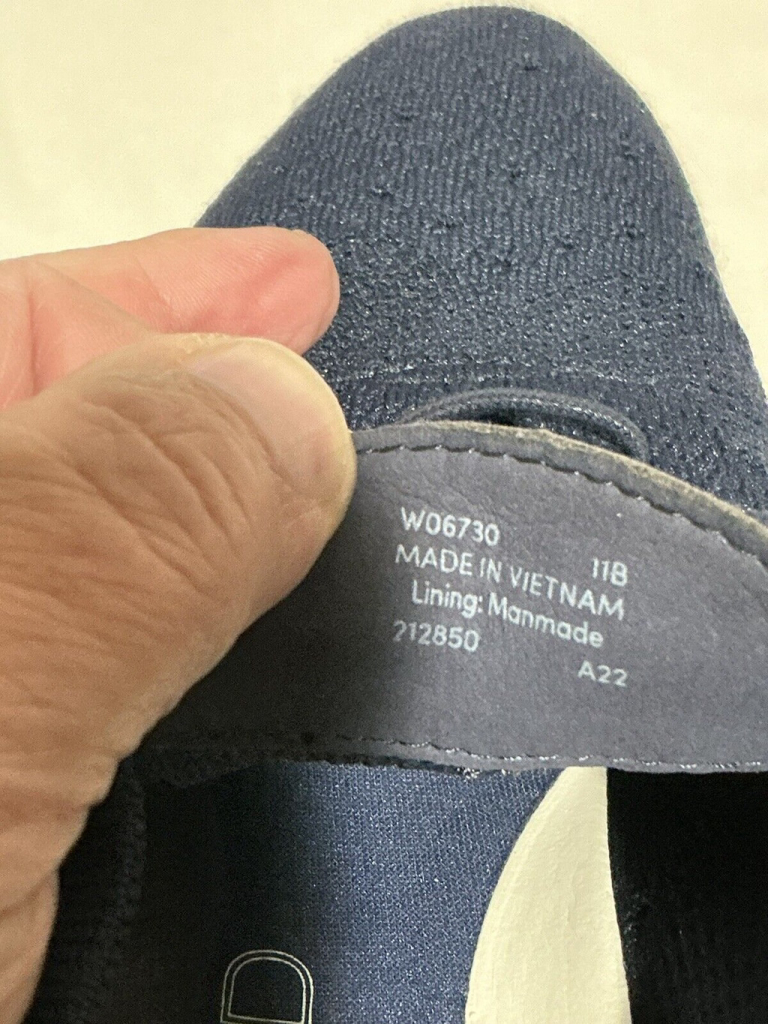 W06730 11B
MADE IN VIETNAM
Lining: Manmade
212850 A22
D